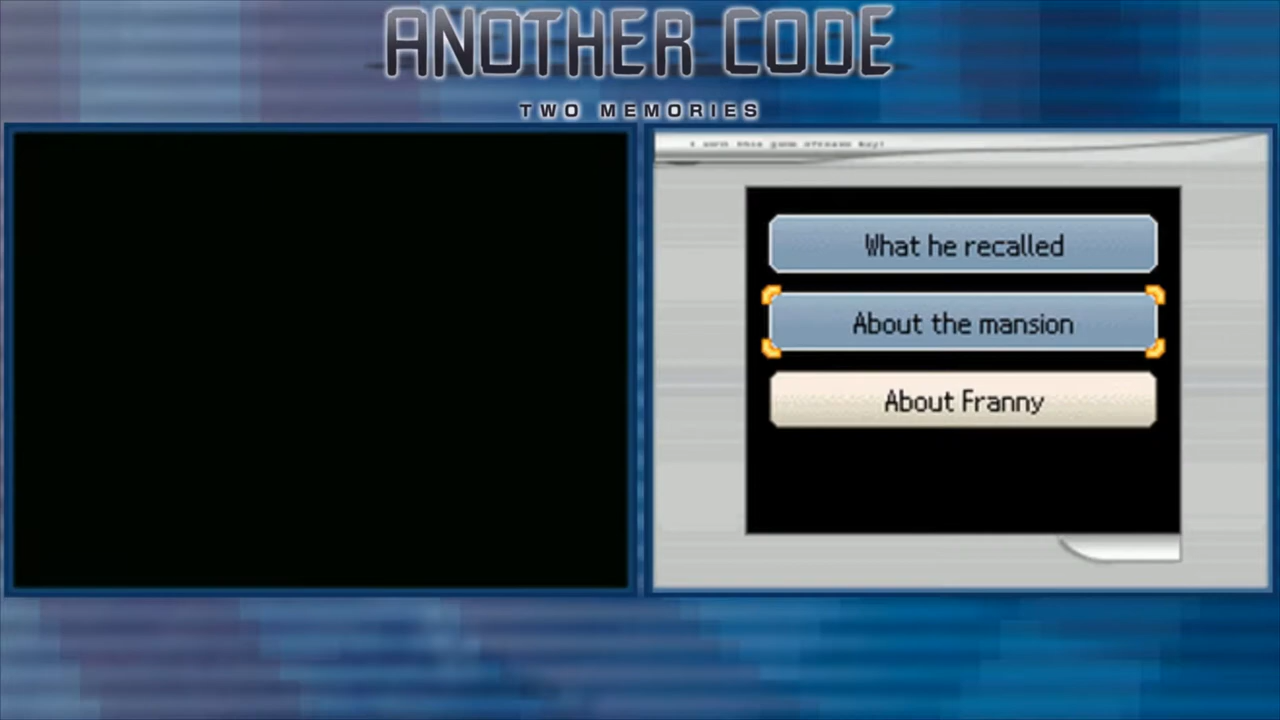 ANOTHER CODE
TWO MEMORIES
What he recalled
About the mansion
About Franny